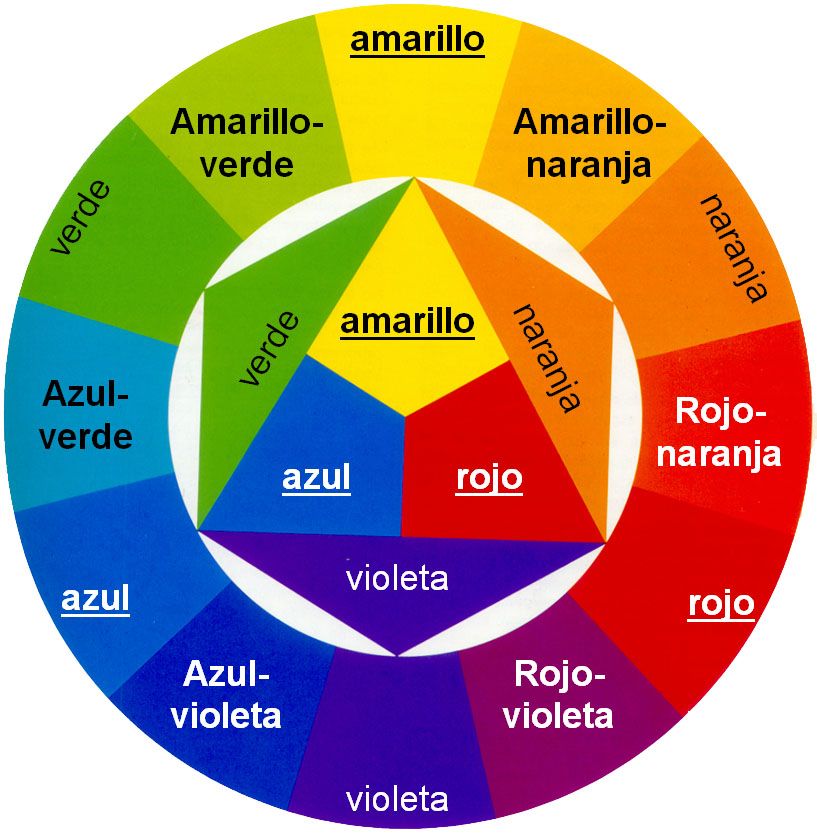 amarillo
Amarillo-
verde
Amarillo-
naranja
verde
naranja
amarillo
verde
naranja
Azul-
verde
Rojo-
naranja
azul
rojo
violeta
azul
rojo
Azul-
violeta
Rojo-
violeta
violeta